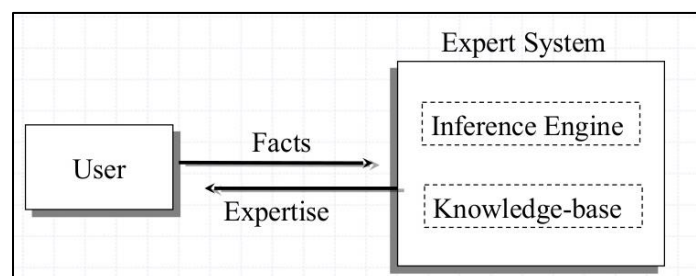 Expert System
Inference Engine
Facts
User
Expertise
Knowledge-base